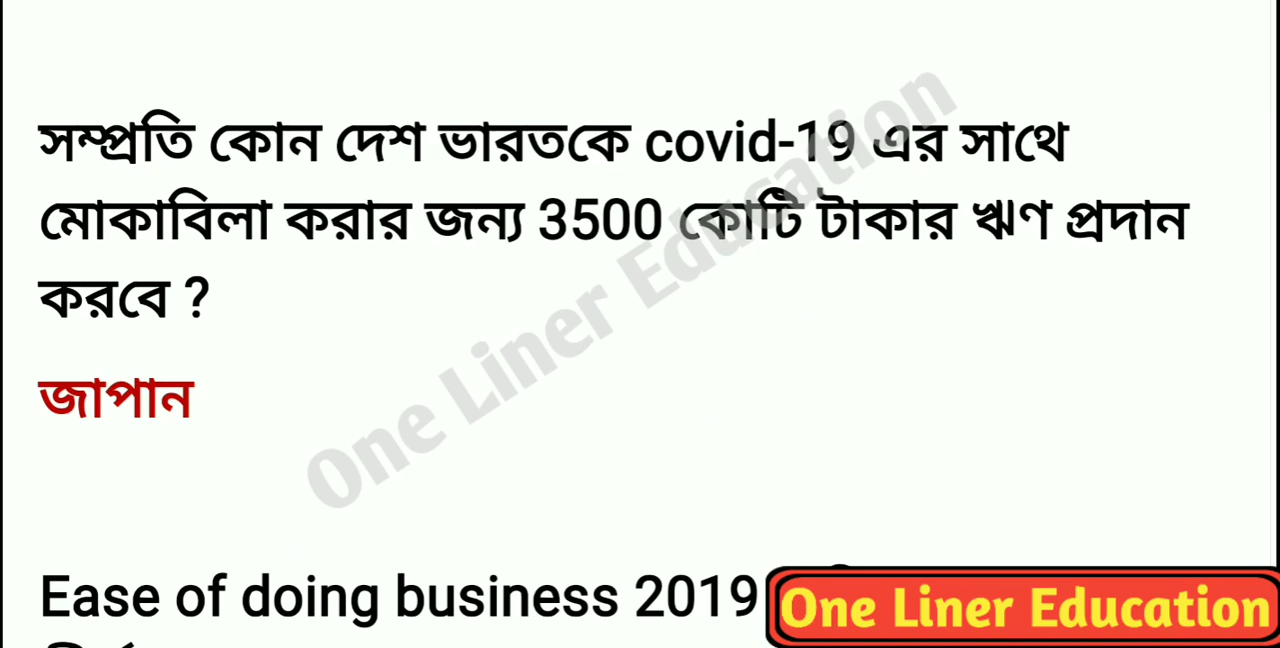 সম্প্রতি কোন দেশ ভারতকে covid-19 এর সাথে
মোকাবিলা করার জন্য 3500 কোটি টাকার ঋণ প্রদান
করবে ?
জাপান
One Liner Education
Ease of doing business 2019
One Liner Education